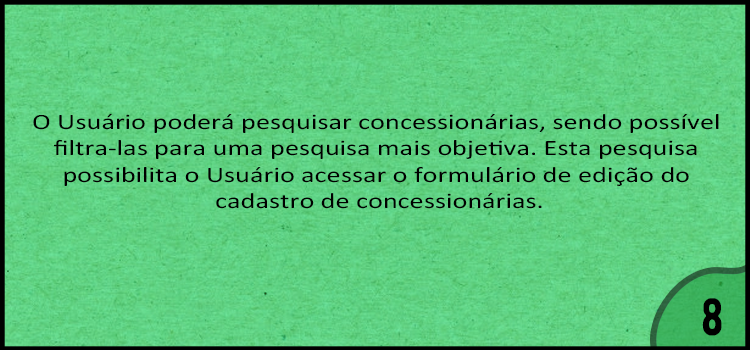 O Usuário poderá pesquisar concessionárias, sendo possível
filtra-las para uma pesquisa mais objetiva. Esta pesquisa
possibilita o Usuário acessar o formulário de edição do
cadastro de concessionárias.
8